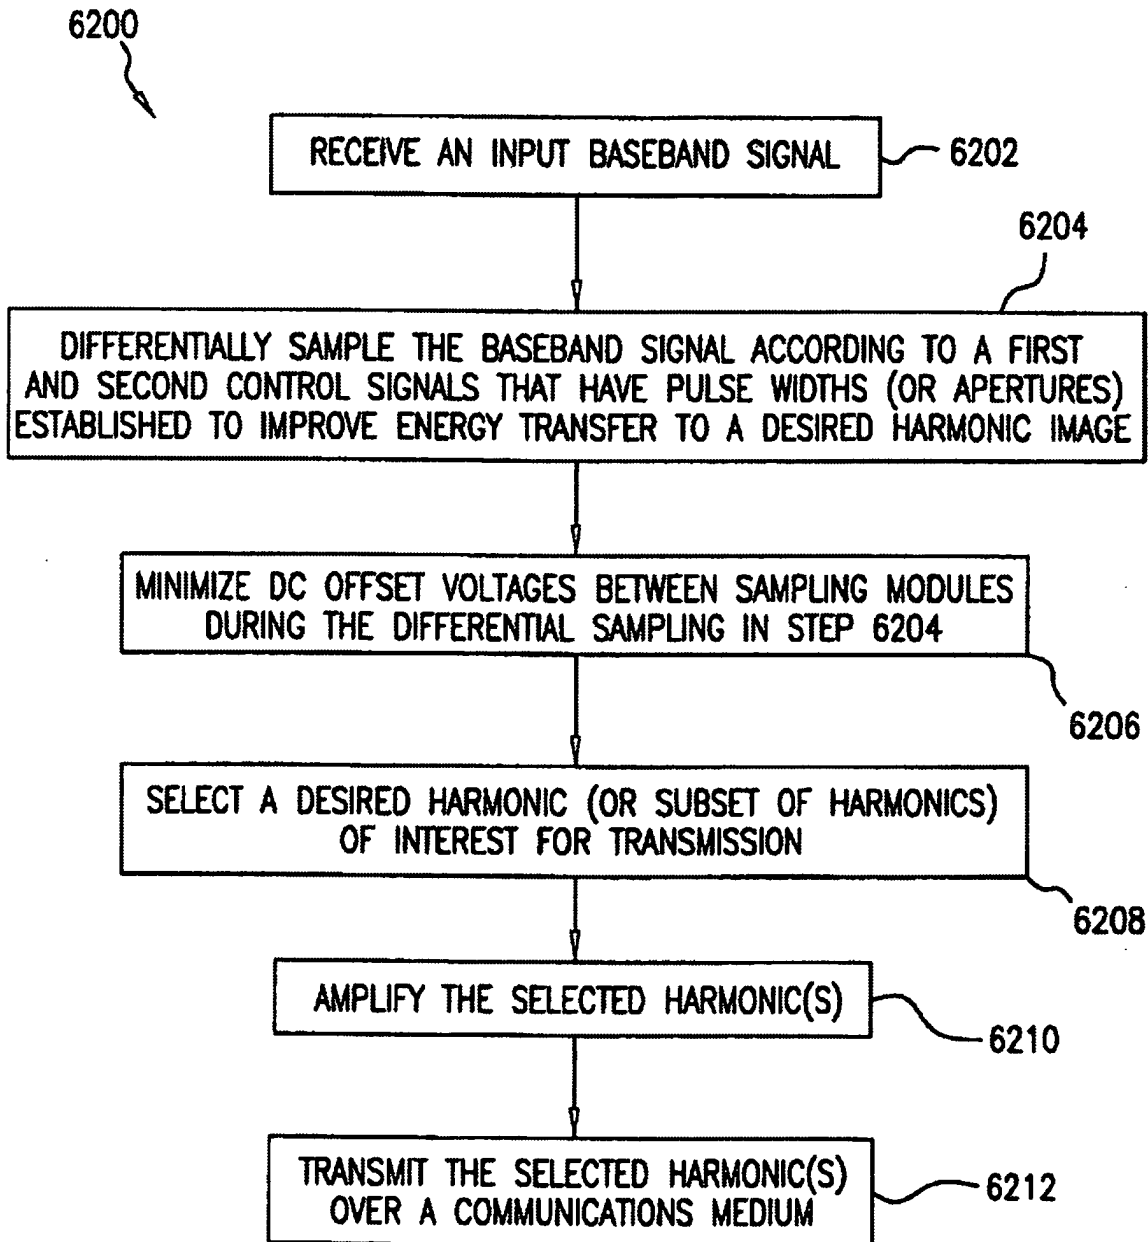 6200
RECEIVE AN INPUT BASEBAND SIGNAL
6202
6204
DIFFERENTIALLY SAMPLE THE BASEBAND SIGNAL ACCORDING TO A FIRST
AND SECOND CONTROL SIGNALS THAT HAVE PULSE WIDTHS (OR APERTURES)
ESTABLISHED TO IMPROVE ENERGY TRANSFER TO A DESIRED HARMONIC IMAGE
MINIMIZE DC OFFSET VOLTAGES BETWEEN SAMPLING MODULES
DURING THE DIFFERENTIAL SAMPLING IN STEP 6204
6206
SELECT A DESIRED HARMONIC (OR SUBSET OF HARMONICS)
OF INTEREST FOR TRANSMISSION
6208
AMPLIFY THE SELECTED HARMONIC(S)
6210
TRANSMIT THE SELECTED HARMONIC(S)
OVER A COMMUNICATIONS MEDIUM
6212